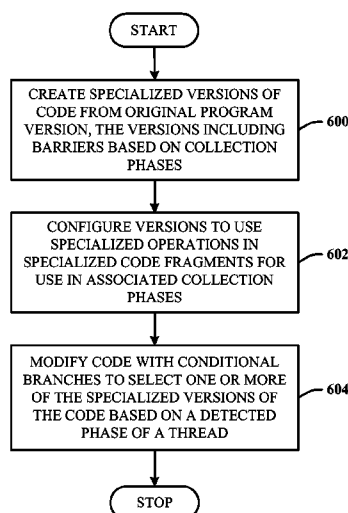 START
CREATE SPECIALIZED VERSIONS OF
CODE FROM ORIGINAL PROGRAM
VERSION, THE VERSIONS INCLUDING
BARRIERS BASED ON COLLECTION
PHASES
600
CONFIGURE VERSIONS TO USE
SPECIALIZED OPERATIONS IN
SPECIALIZED CODE FRAGMENTS FOR
USE IN ASSOCIATED COLLECTION
PHASES
602
MODIFY CODE WITH CONDITIONAL
BRANCHES TO SELECT ONE OR MORE
OF THE SPECIALIZED VERSIONS OF
THE CODE BASED ON A DETECTED
PHASE OF A THREAD
604
STOP